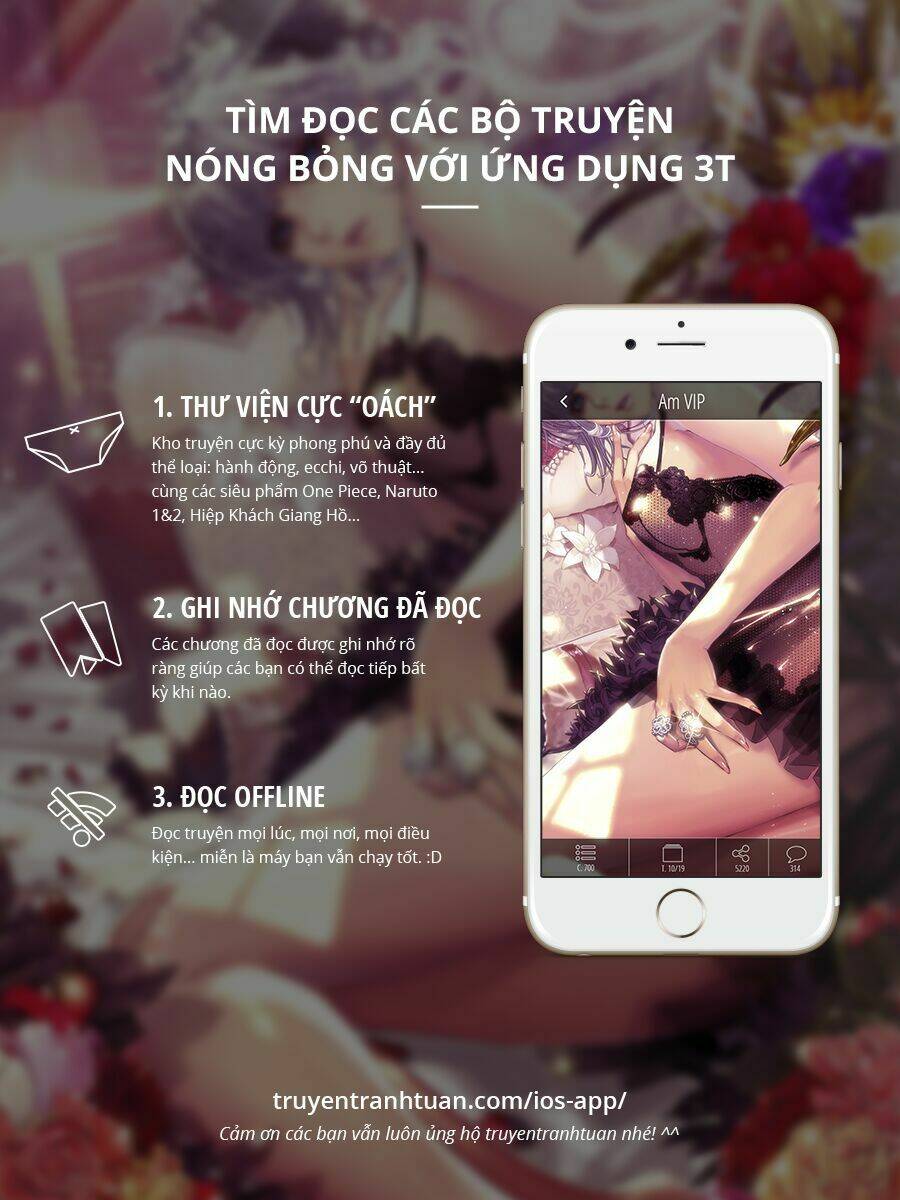 TÌM ĐỌC CÁC BỘ TRUYỆN
NÓNG BỎNG VỚI ỨNG DỤNG 3T
1. THƯ VIỆN CỰC “OÁCH”
Kho truyện cực kỳ phong phú và đầy đủ
thể loại: hành động, ecchi, võ thuật...
cùng các siêu phẩm One Piece, Naruto
1&2, Hiệp Khách Giang Hồ...
2. GHI NHỚ CHƯƠNG ĐÃ ĐỌC
Các chương đã đọc được ghi nhớ rõ
ràng giúp các bạn có thể đọc tiếp bất
kỳ khi nào.
3. ĐỌC OFFLINE
Đọc truyện mọi lúc, mọi nơi, mọi điều
kiện... miễn là máy bạn vẫn chạy tốt. :D
Am VIP
C. 700 T. 10/19 5220 314
truyentranhtuan.com/ios-app/
Cảm ơn các bạn vẫn luôn ủng hộ truyentranhtuan nhé! ^^